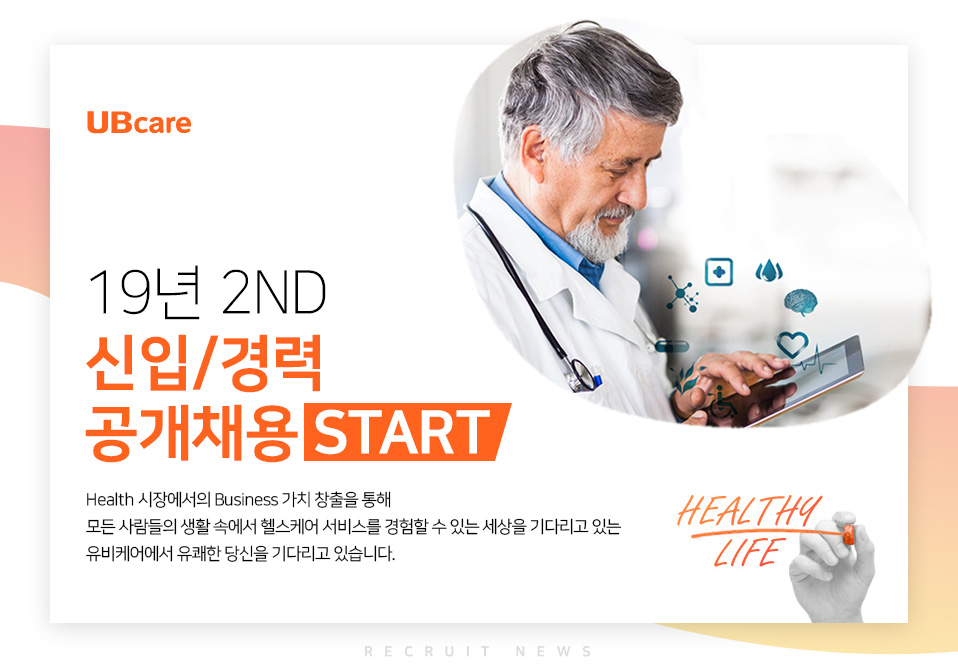 UBcare
19년 2ND
신입/경력
공개채용 START
Health 시장에서의 Business 가치 창출을 통해
모든 사람들의 생활 속에서 헬스케어 서비스를 경험할 수 있는 세상을 기다리고 있는
유비케어에서 유쾌한 당신을 기다리고 있습니다.
HEALTHY
LIFE
RECRUIT NEWS